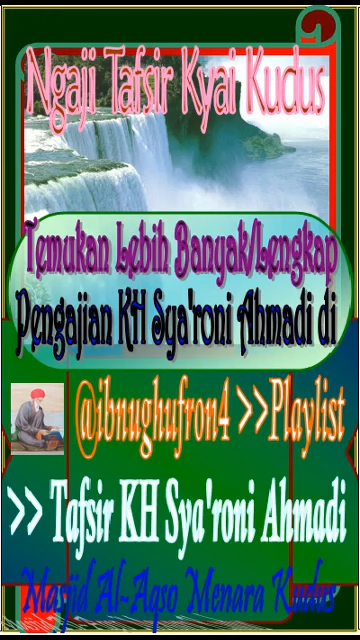 Ngaji Tafsir Kyai Kudus
Temukan Lebih Banyak/Lengkap
Pengajian KH Sya'roni Ahmadi di
@ibnughufron4 >>Playlist
>> Tafsir KH Sya'roni Ahmadi
Masjid Al-Aqso Menara Kudus